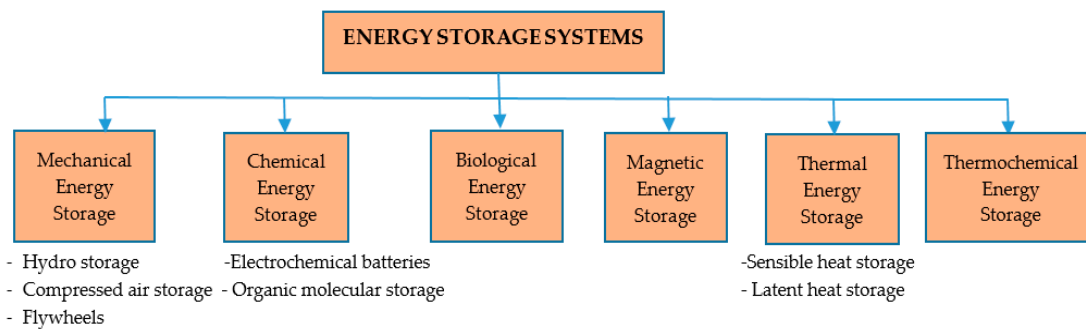 ENERGY STORAGE SYSTEMS
Mechanical
Energy
Storage
Chemical
Energy
Storage
Biological
Energy
Storage
Magnetic
Energy
Storage
Thermal
Energy
Storage
Thermochemical
Energy
Storage
- Hydro storage
- Compressed air storage
- Flywheels
-Electrochemical batteries
- Organic molecular storage
-Sensible heat storage
- Latent heat storage